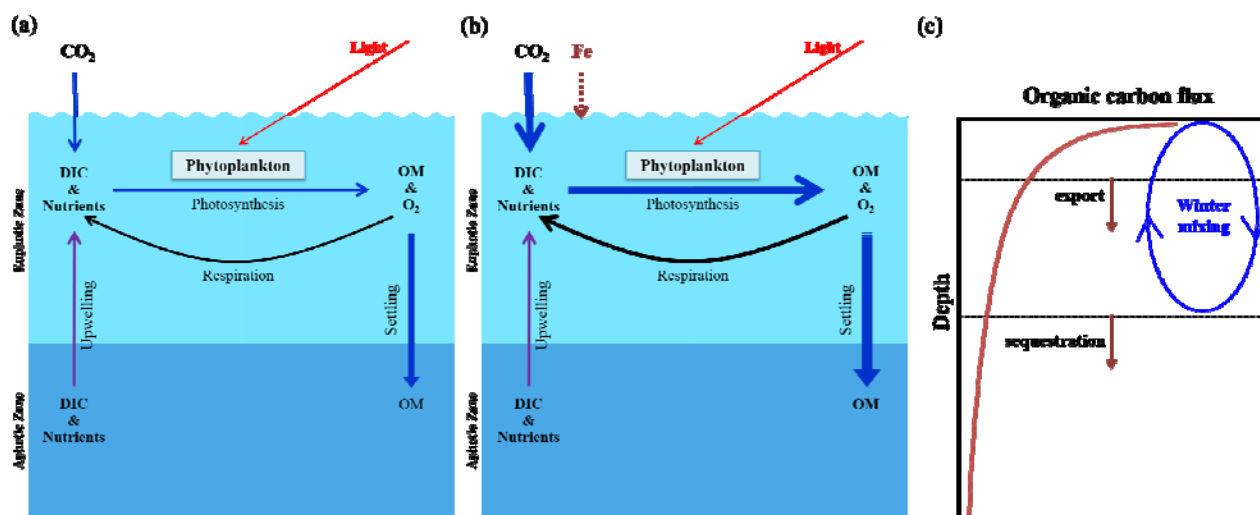 (a)
CO₂
Light
DIC
&
Nutrients
Phytoplankton
Photosynthesis
OM
&
O₂
Respiration
Upwelling
Settling
Euphotic Zone
Aphotic Zone
DIC
&
Nutrients
OM
(b)
CO₂
Fe
Light
DIC
&
Nutrients
Phytoplankton
Photosynthesis
OM
&
O₂
Respiration
Upwelling
Settling
Euphotic Zone
Aphotic Zone
DIC
&
Nutrients
OM
(c)
Organic carbon flux
Depth
export
Winter
mixing
sequestration